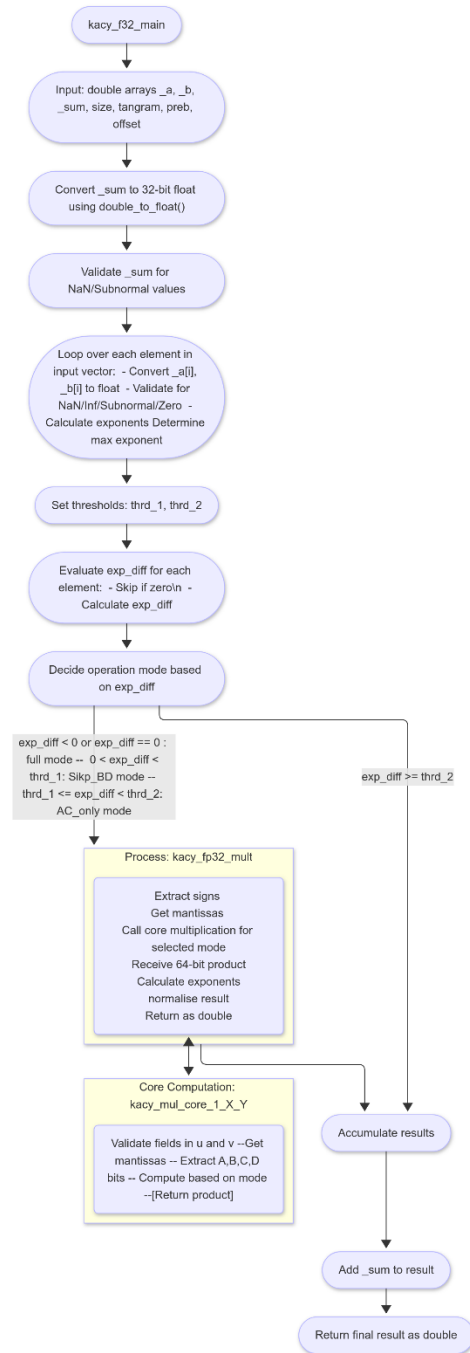 kacy_f32_main
Input: double arrays _a, _b,
_sum, size, tangram, preb,
offset
Convert _sum to 32-bit float
using double_to_float()
Validate _sum for
NaN/Subnormal values
Loop over each element in
input vector:  - Convert _a[i],
_b[i] to float  - Validate for
NaN/Inf/Subnormal/Zero  -
Calculate exponents Determine
max exponent
Set thresholds: thrd_1, thrd_2
Evaluate exp_diff for each
element:  - Skip if zero\n  -
Calculate exp_diff
Decide operation mode based
on exp_diff
exp_diff < 0 or exp_diff == 0 :
full mode --  0 < exp_diff <
thrd_1: Sikp_BD mode --
thrd_1 <= exp_diff < thrd_2:
AC_only mode
exp_diff >= thrd_2
Process: kacy_fp32_mult
Extract signs
Get mantissas
Call core multiplication for
selected mode
Receive 64-bit product
Calculate exponents
normalise result
Return as double
Core Computation:
kacy_mul_core_1_X_Y
Validate fields in u and v --Get
mantissas -- Extract A,B,C,D
bits -- Compute based on mode
--[Return product]
Accumulate results
Add _sum to result
Return final result as double